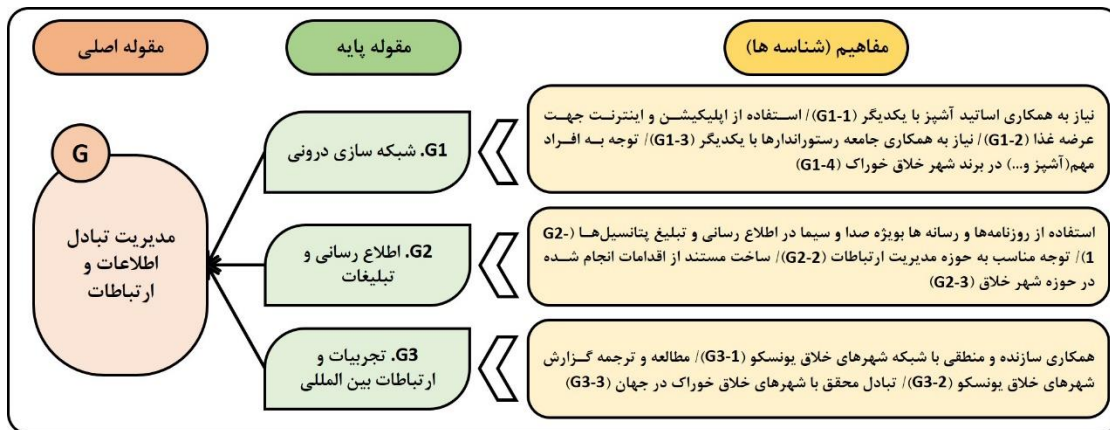 مفاهیم (شناسه ها)
مقوله پایه
مقوله اصلی
نیاز به همکاری اساتید آشپز با یکدیگر (G1-1)/ استفاده از اپلیکیشن و اینترنت جهت
عرضه غذا (G1-2)/ نیاز به همکاری جامعه رستوراندارها با یکدیگر (G1-3)/ توجه به افراد
مهم(آشپز و...) در برند شهر خلاق خوراک (G1-4)
G1. شبکه سازی درونی
استفاده از روزنامه‌ها و رسانه ها بویژه صدا و سیما در اطلاع رسانی و تبلیغ پتانسیل‌ها (G2-
1)/ توجه مناسب به حوزه مدیریت ارتباطات (G2-2)/ ساخت مستند از اقدامات انجام شده
در حوزه شهر خلاق (G2-3)
G2. اطلاع رسانی و
تبلیغات
همکاری سازنده و منطقی با شبکه شهرهای خلاق یونسکو (G3-1)/ مطالعه و ترجمه گزارش
شهرهای خلاق یونسکو (G3-2)/ تبادل محقق با شهرهای خلاق خوراک در جهان (G3-3)
G3. تجربیات و
ارتباطات بین المللی
G
مدیریت تبادل
اطلاعات و
ارتباطات